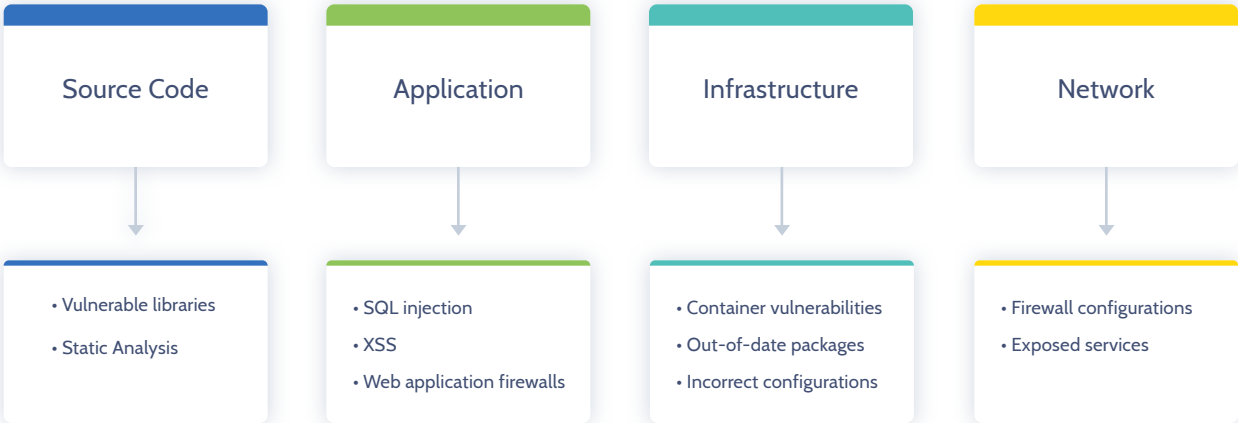 Source Code
Application
Infrastructure
Network
• Vulnerable libraries
• Static Analysis
• SQL injection
• XSS
• Web application firewalls
• Container vulnerabilities
• Out-of-date packages
• Incorrect configurations
• Firewall configurations
• Exposed services